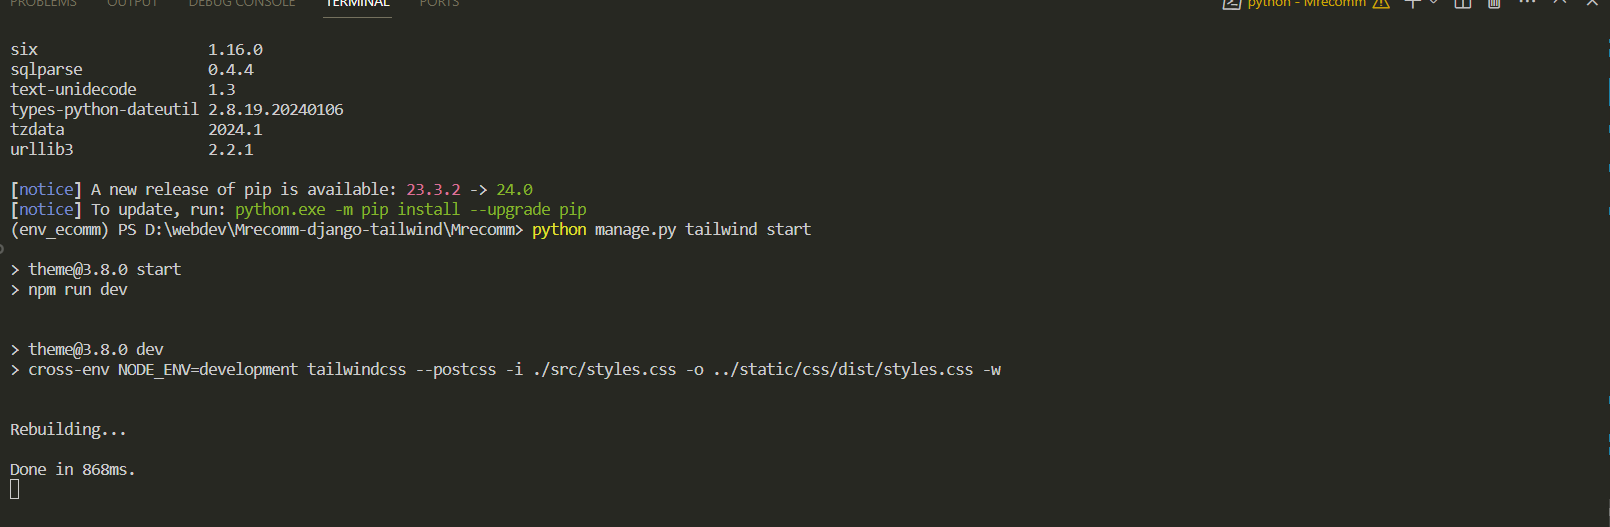 PROBLEMS OUTPUT DEBUG CONSOLE TERMINAL PORTS python - Mrecomm
six 1.16.0
sqlparse 0.4.4
text-unidecode 1.3
types-python-dateutil 2.8.19.20240106
tzdata 2024.1
urllib3 2.2.1
[notice] A new release of pip is available: 23.3.2 -> 24.0
[notice] To update, run: python.exe -m pip install --upgrade pip
(env_ecomm) PS D:\webdev\Mrecomm-django-tailwind\Mrecomm> python manage.py tailwind start
> theme@3.8.0 start
> npm run dev
> theme@3.8.0 dev
> cross-env NODE_ENV=development tailwindcss --postcss -i ./src/styles.css -o ../static/css/dist/styles.css -w
Rebuilding...
Done in 868ms.